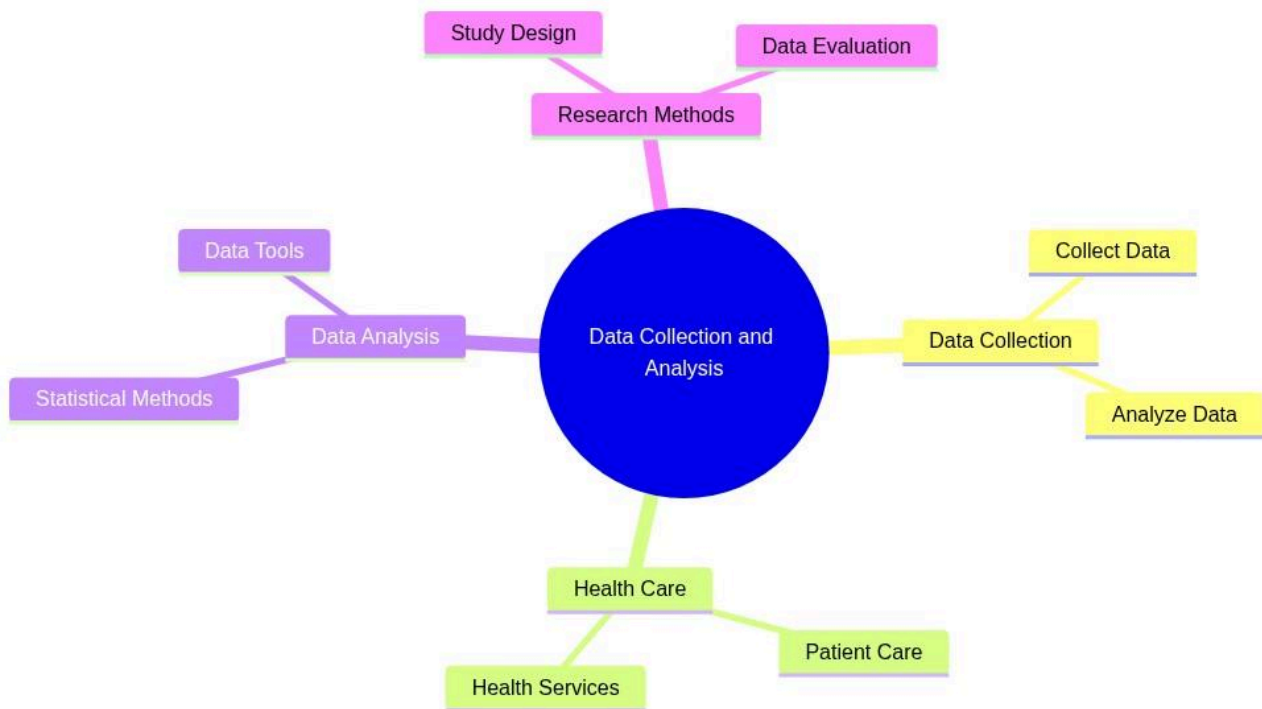 Study Design
Data Evaluation
Research Methods
Data Tools
Collect Data
Data Analysis
Data Collection and
Analysis
Data Collection
Statistical Methods
Analyze Data
Health Care
Patient Care
Health Services